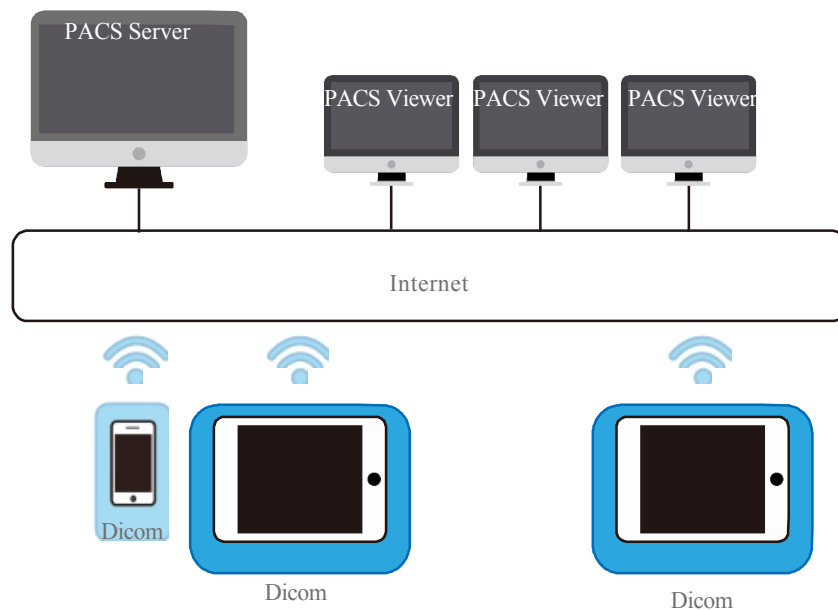 PACS Server
PACS Viewer
PACS Viewer
PACS Viewer
Internet
Dicom
Dicom
Dicom